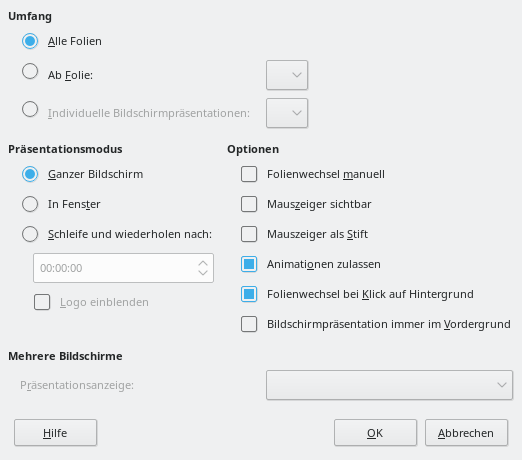 Umfang
Alle Folien
Ab Folie:
Individuelle Bildschirmpräsentationen:
Präsentationsmodus
Ganzer Bildschirm
In Fenster
Schleife und wiederholen nach:
00:00:00
Logo einblenden
Optionen
Folienwechsel manuell
Mauszeiger sichtbar
Mauszeiger als Stift
Animationen zulassen
Folienwechsel bei Klick auf Hintergrund
Bildschirmpräsentation immer im Vordergrund
Mehrere Bildschirme
Präsentationsanzeige:
Hilfe
OK
Abbrechen